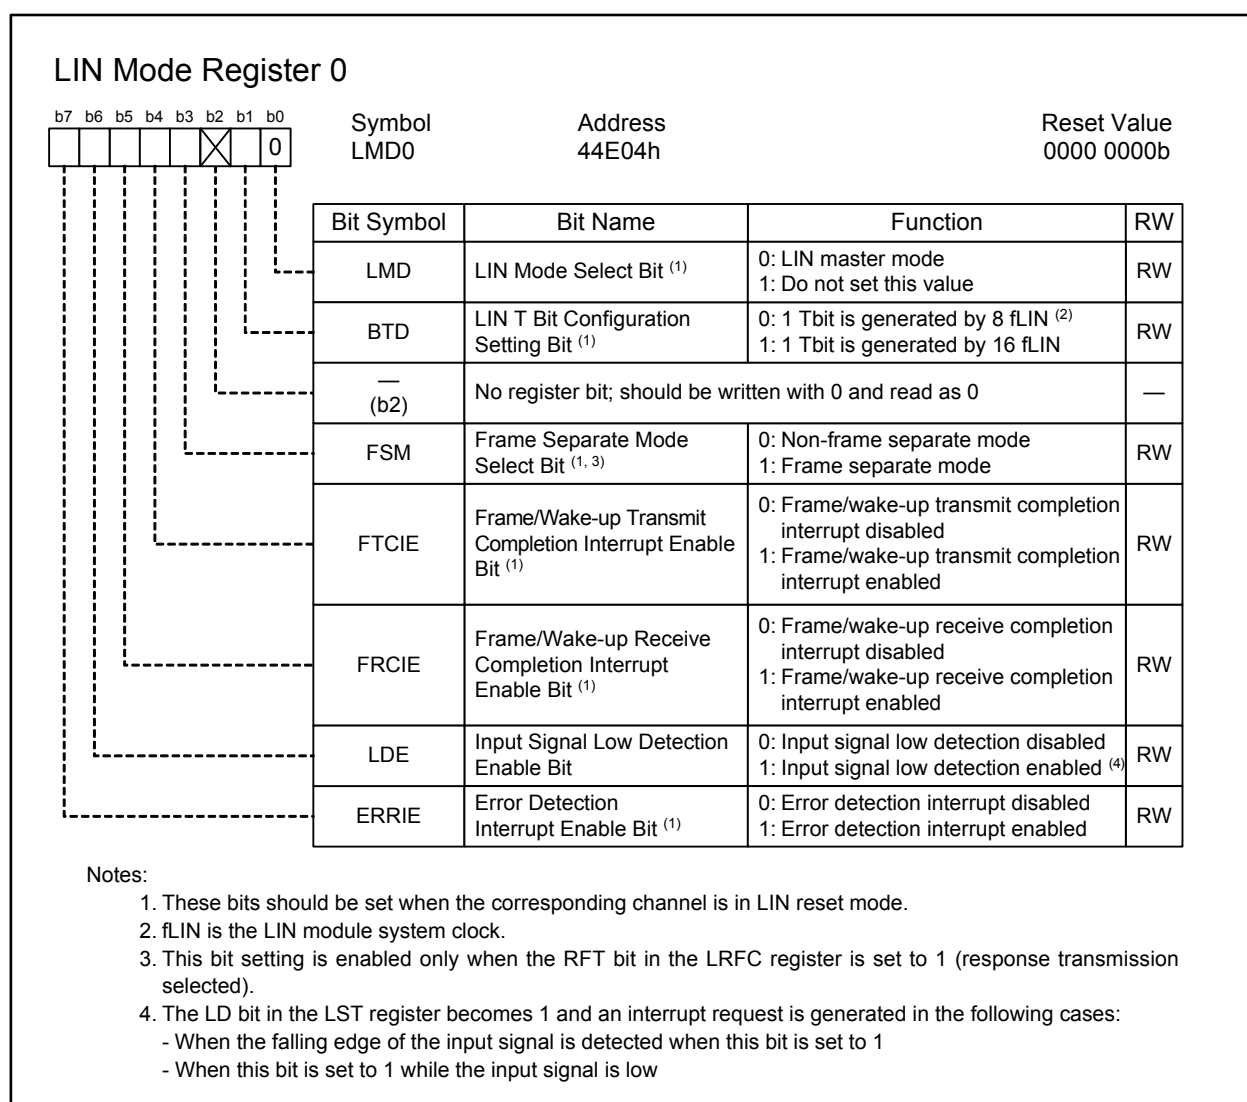 LIN Mode Register 0
b7 b6 b5 b4 b3 b2 b1 b0
0
Symbol Address Reset Value
LMD0 44E04h 0000 0000b
Bit Symbol Bit Name Function RW
LMD LIN Mode Select Bit (1) 0: LIN master mode
1: Do not set this value RW
BTD LIN T Bit Configuration
Setting Bit (1) 0: 1 Tbit is generated by 8 fLIN (2)
1: 1 Tbit is generated by 16 fLIN RW
—
(b2) No register bit; should be written with 0 and read as 0 —
FSM Frame Separate Mode
Select Bit (1, 3) 0: Non-frame separate mode
1: Frame separate mode RW
FTCIE Frame/Wake-up Transmit
Completion Interrupt Enable
Bit (1) 0: Frame/wake-up transmit completion
interrupt disabled
1: Frame/wake-up transmit completion
interrupt enabled RW
FRCIE Frame/Wake-up Receive
Completion Interrupt
Enable Bit (1) 0: Frame/wake-up receive completion
interrupt disabled
1: Frame/wake-up receive completion
interrupt enabled RW
LDE Input Signal Low Detection
Enable Bit 0: Input signal low detection disabled
1: Input signal low detection enabled (4) RW
ERRIE Error Detection
Interrupt Enable Bit (1) 0: Error detection interrupt disabled
1: Error detection interrupt enabled RW
Notes:
1. These bits should be set when the corresponding channel is in LIN reset mode.
2. fLIN is the LIN module system clock.
3. This bit setting is enabled only when the RFT bit in the LRFC register is set to 1 (response transmission
selected).
4. The LD bit in the LST register becomes 1 and an interrupt request is generated in the following cases:
- When the falling edge of the input signal is detected when this bit is set to 1
- When this bit is set to 1 while the input signal is low